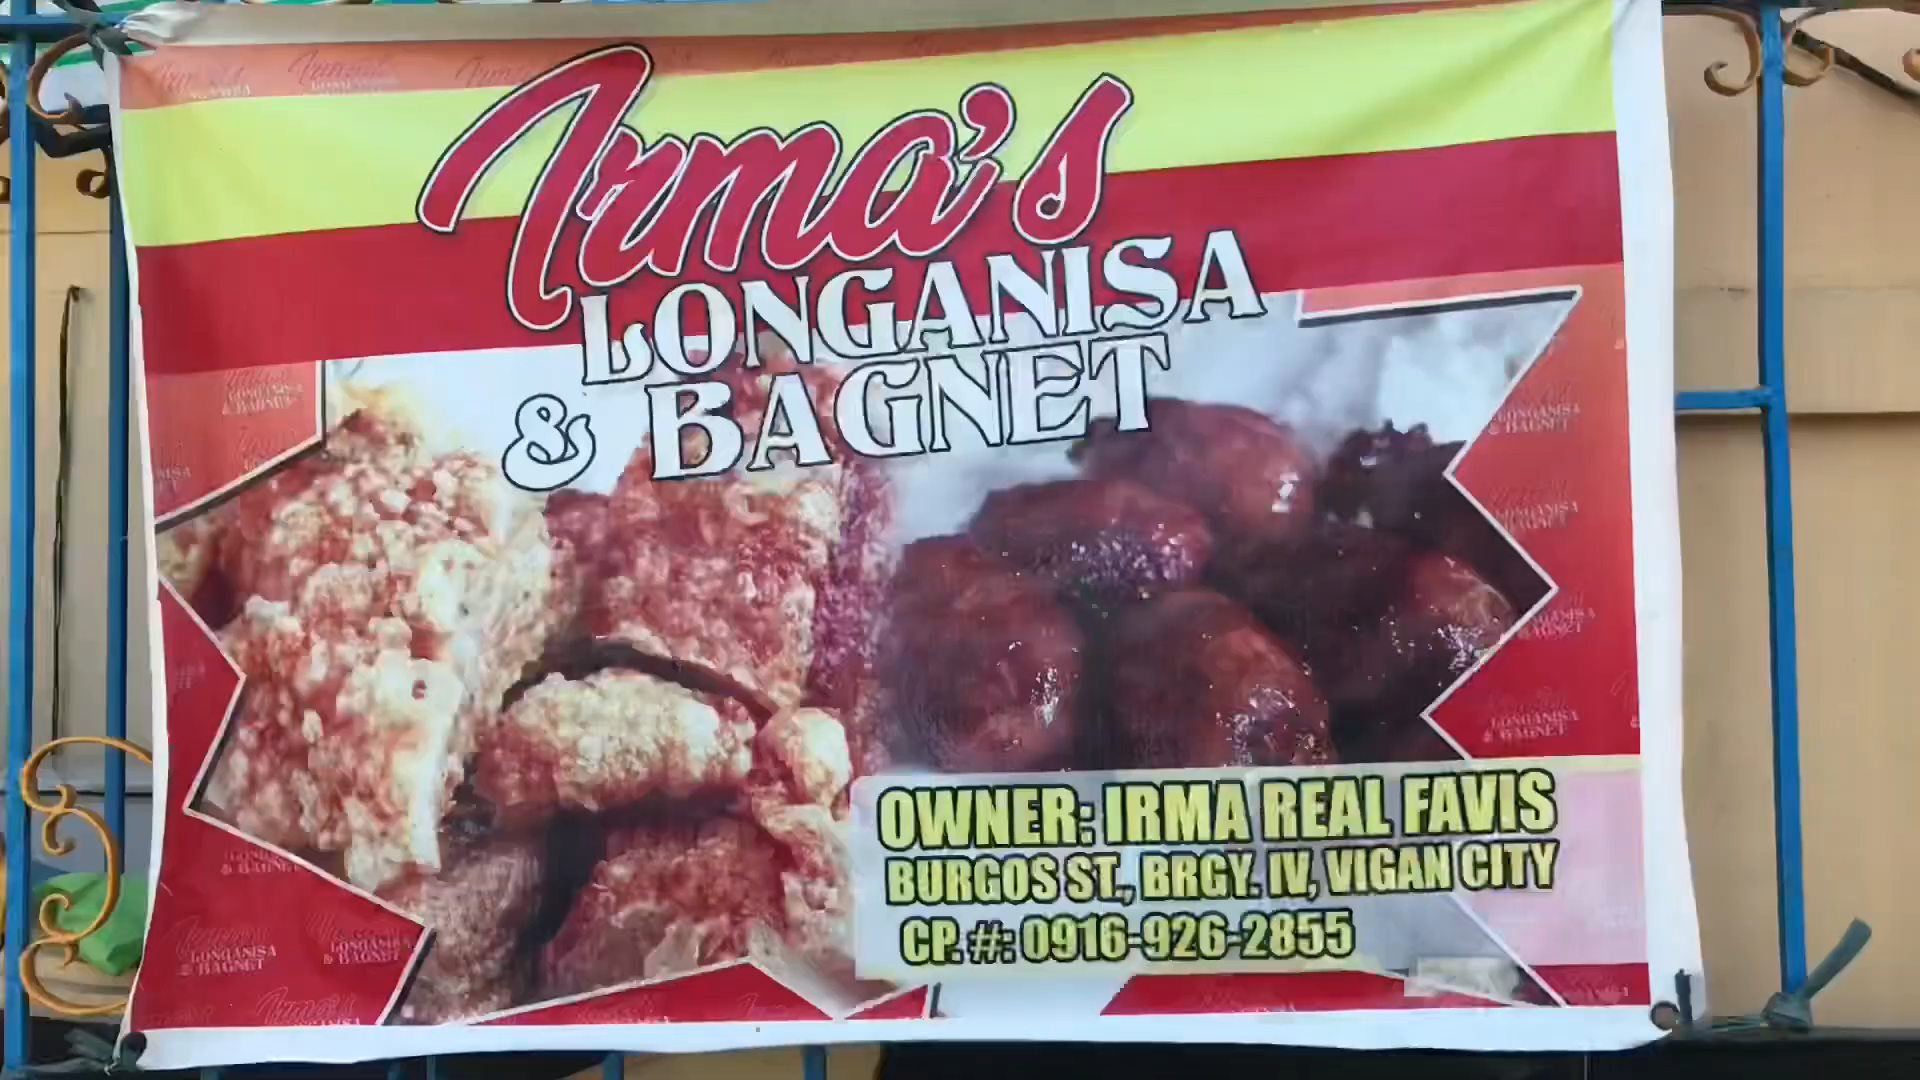 Irma's
LONGANISA
& BAGNET
OWNER: IRMA REAL FAVIS
BURGOS ST., BRGY. IV, VIGAN CITY
CP. #: 0916-926-2855